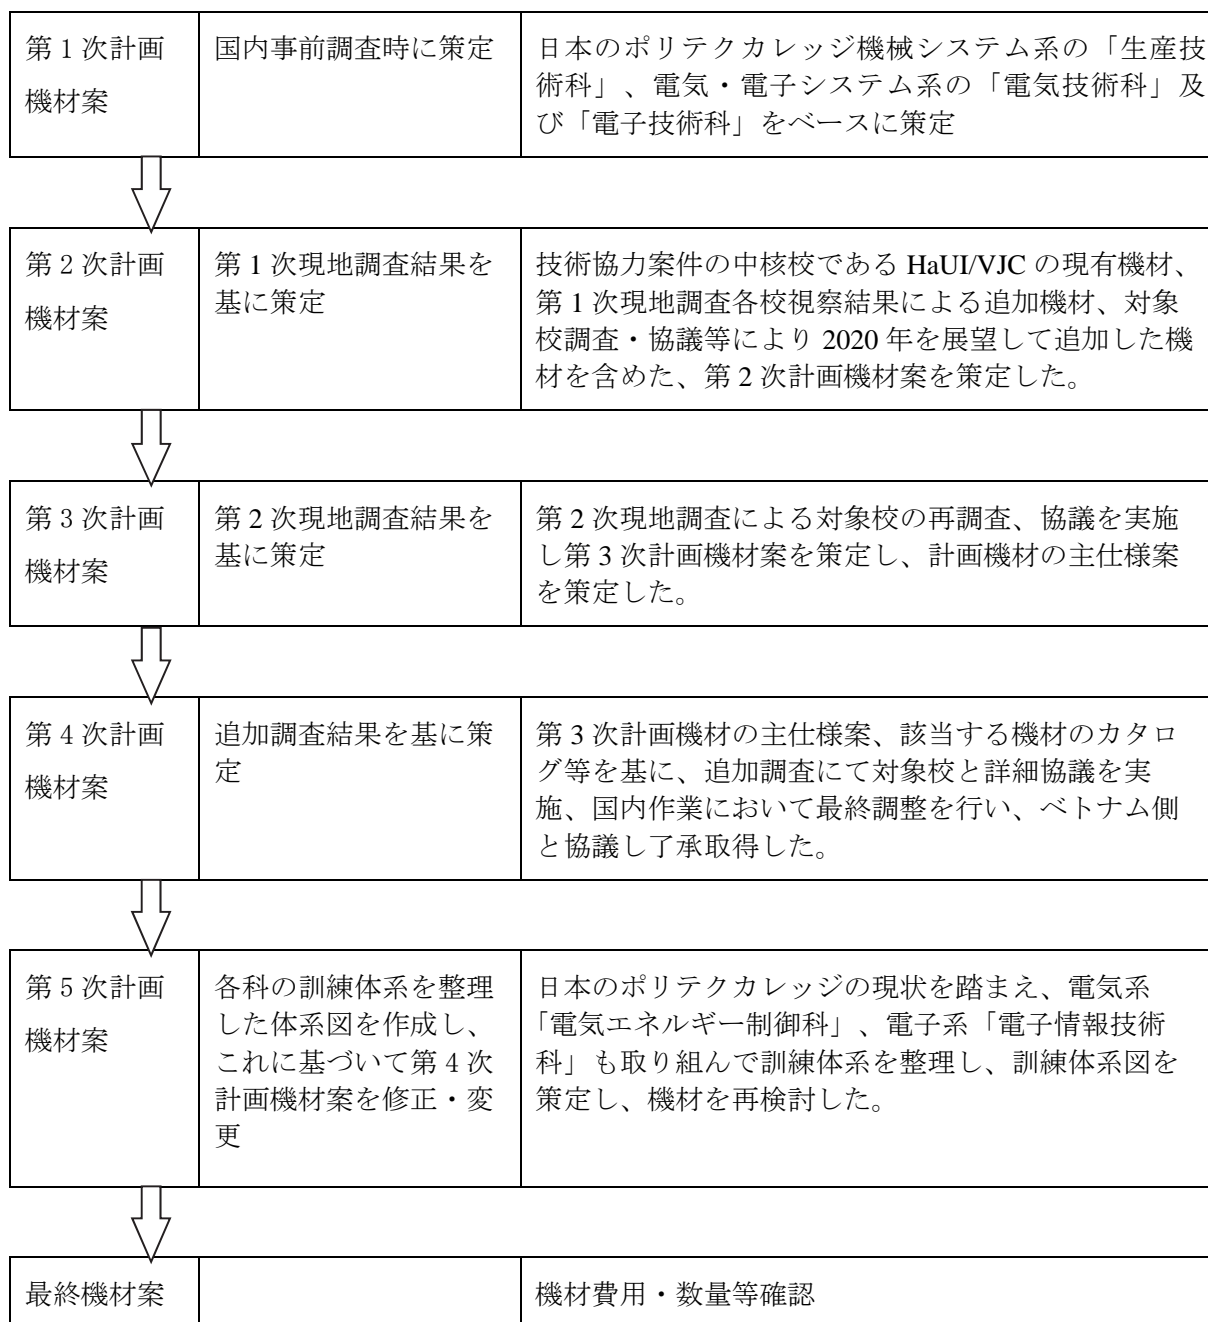 第1次計画
機材案
国内事前調査時に策定
日本のポリテクカレッジ機械システム系の「生産技
術科」、電気・電子システム系の「電気技術科」及
び「電子技術科」をベースに策定
第2次計画
機材案
第1次現地調査結果を
基に策定
技術協力案件の中核校である HaUI/VJC の現有機材、
第1次現地調査各校視察結果による追加機材、対象
校調査・協議等により 2020 年を展望して追加した機
材を含めた、第2次計画機材案を策定した。
第3次計画
機材案
第2次現地調査結果を
基に策定
第2次現地調査による対象校の再調査、協議を実施
し第3次計画機材案を策定し、計画機材の主仕様案
を策定した。
第4次計画
機材案
追加調査結果を基に策
定
第3次計画機材の主仕様案、該当する機材のカタロ
グ等を基に、追加調査にて対象校と詳細協議を実
施、国内作業において最終調整を行い、ベトナム側
と協議し了承取得した。
第5次計画
機材案
各科の訓練体系を整理
した体系図を作成し、
これに基づいて第4次
計画機材案を修正・変
更
日本のポリテクカレッジの現状を踏まえ、電気系
「電気エネルギー制御科」、電子系「電子情報技術
科」も取り組んで訓練体系を整理し、訓練体系図を
策定し、機材を再検討した。
最終機材案
機材費用・数量等確認